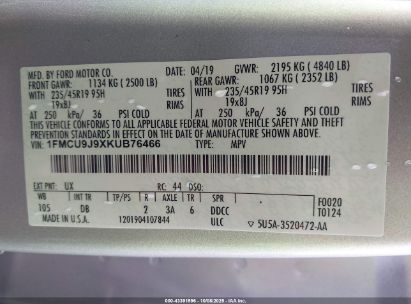 MFD. BY FORD MOTOR CO.
04/19 GVWR: 2195 KG ( 4840 LB)
FRONT GAWR: 1134 KG ( 2500 LB) REAR GAWR: 1067 KG ( 2352 LB)
WITH 235/45R19 95H TIRES WITH 235/45R19 95H TIRES
19x8J RIMS 19x8J RIMS
AT 250 kPa/ 36 PSI COLD AT 250 kPa/ 36 PSI COLD
THIS VEHICLE CONFORMS TO ALL APPLICABLE FEDERAL MOTOR VEHICLE SAFETY AND THEFT
PREVENTION STANDARDS IN EFFECT ON THE DATE OF MANUFACTURE SHOWN ABOVE.
VIN: 1FMCU9J9XKUB76466 TYPE: MPV
EXT PNT: UX RC: 44 DSO:
WB INT TR TP/PS R AXLE TR SPR F0020
105 DB 2 3A 6 DDCC T0124
MADE IN U.S.A. 1201904107844 ULC 5U5A-3520472-AA